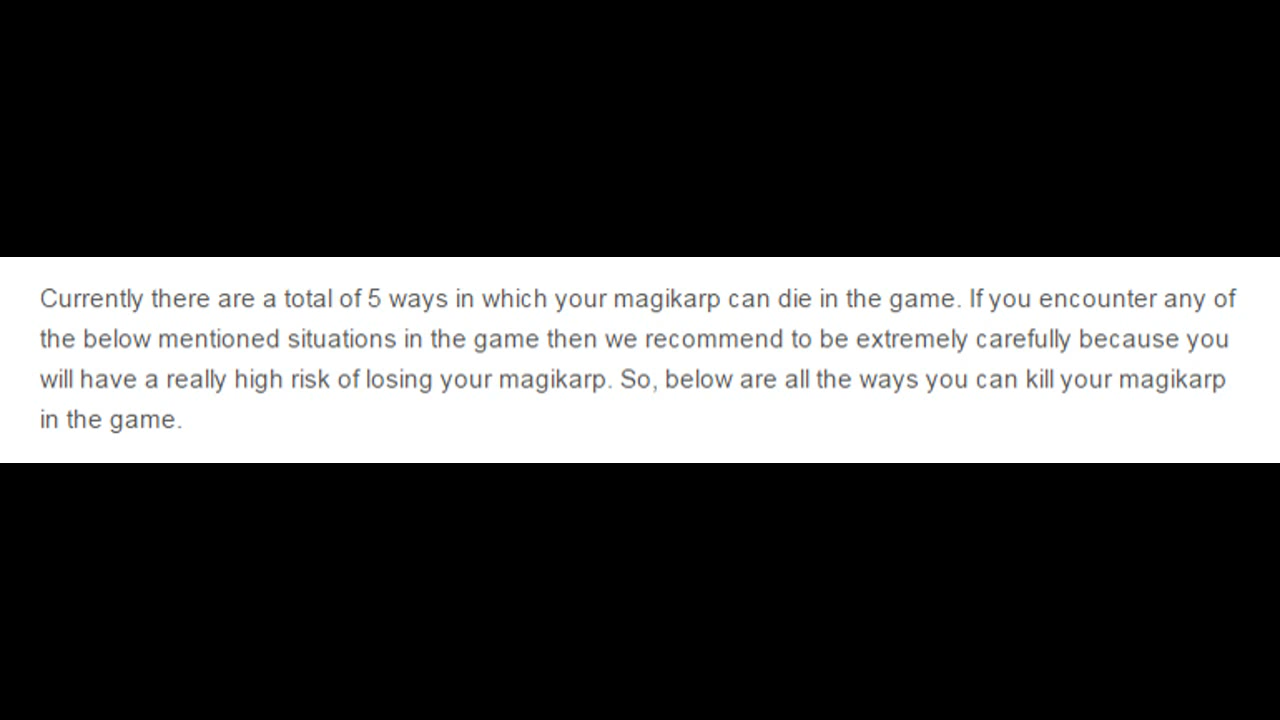 Currently there are a total of 5 ways in which your magikarp can die in the game. If you encounter any of
the below mentioned situations in the game then we recommend to be extremely carefully because you
will have a really high risk of losing your magikarp. So, below are all the ways you can kill your magikarp
in the game.